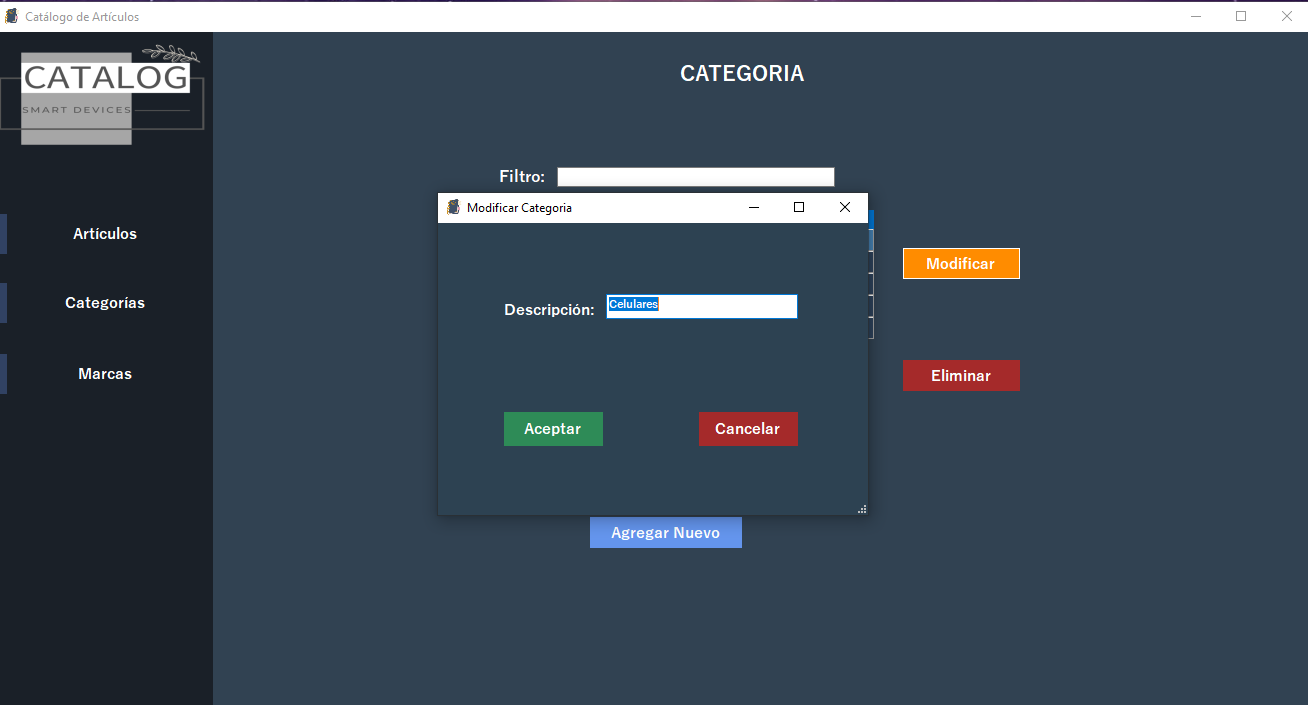 Catálogo de Artículos
CATALOG
SMART DEVICES
Artículos
Categorías
Marcas
CATEGORIA
Filtro:
Modificar Categoria
Descripción: Celulares
Aceptar Cancelar
Modificar
Eliminar
Agregar Nuevo